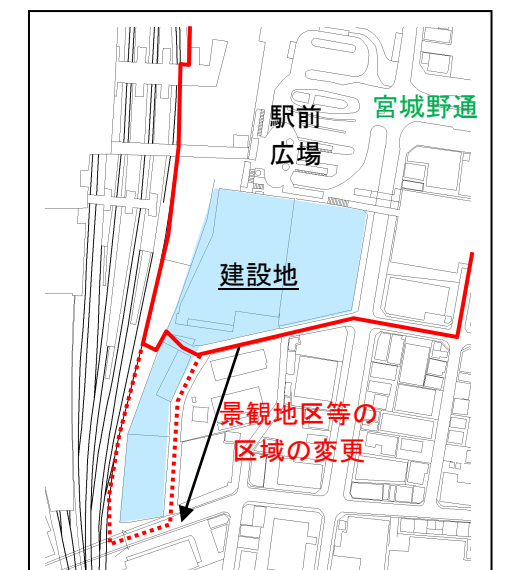 駅前
広場
宮城野通
建設地
景観地区等の
区域の変更